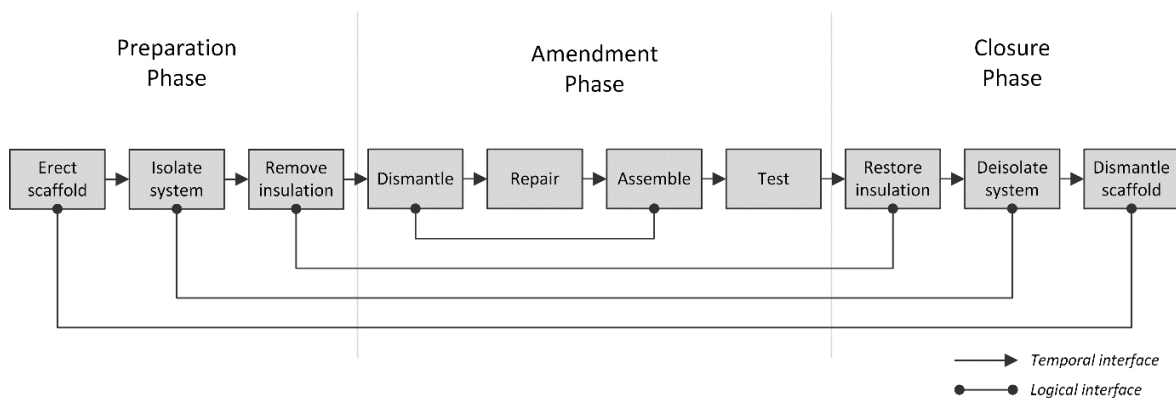 Preparation
Phase
Amendment
Phase
Closure
Phase
Erect
scaffold
Isolate
system
Remove
insulation
Dismantle
Repair
Assemble
Test
Restore
insulation
Deisolate
system
Dismantle
scaffold
Temporal interface
Logical interface